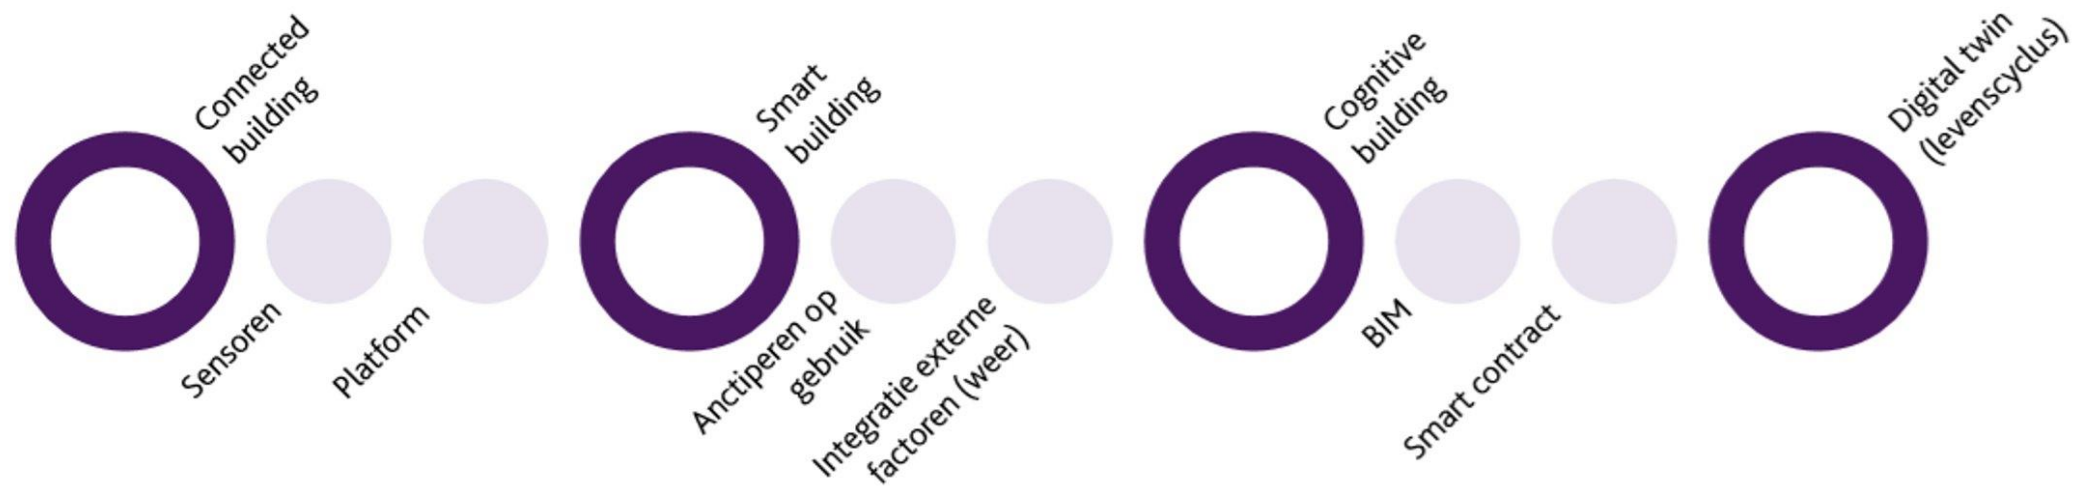 Connected
building
Sensoren
Platform
Smart
building
Anctiperen op
gebruik
Integratie externe
factoren (weer)
Cognitive
building
BIM
Smart contract
Digital twin
(levenscyclus)